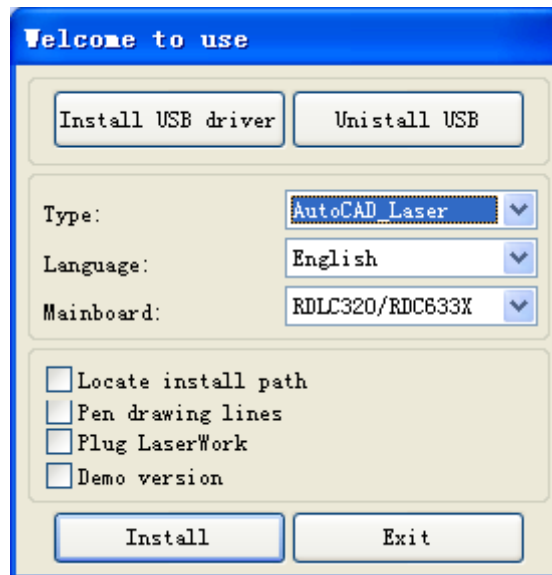 Welcome to use
Install USB driver Unistall USB
Type: AutoCAD_Laser
Language: English
Mainboard: RDLC320/RDC633X
Locate install path
Pen drawing lines
Plug LaserWork
Demo version
Install Exit